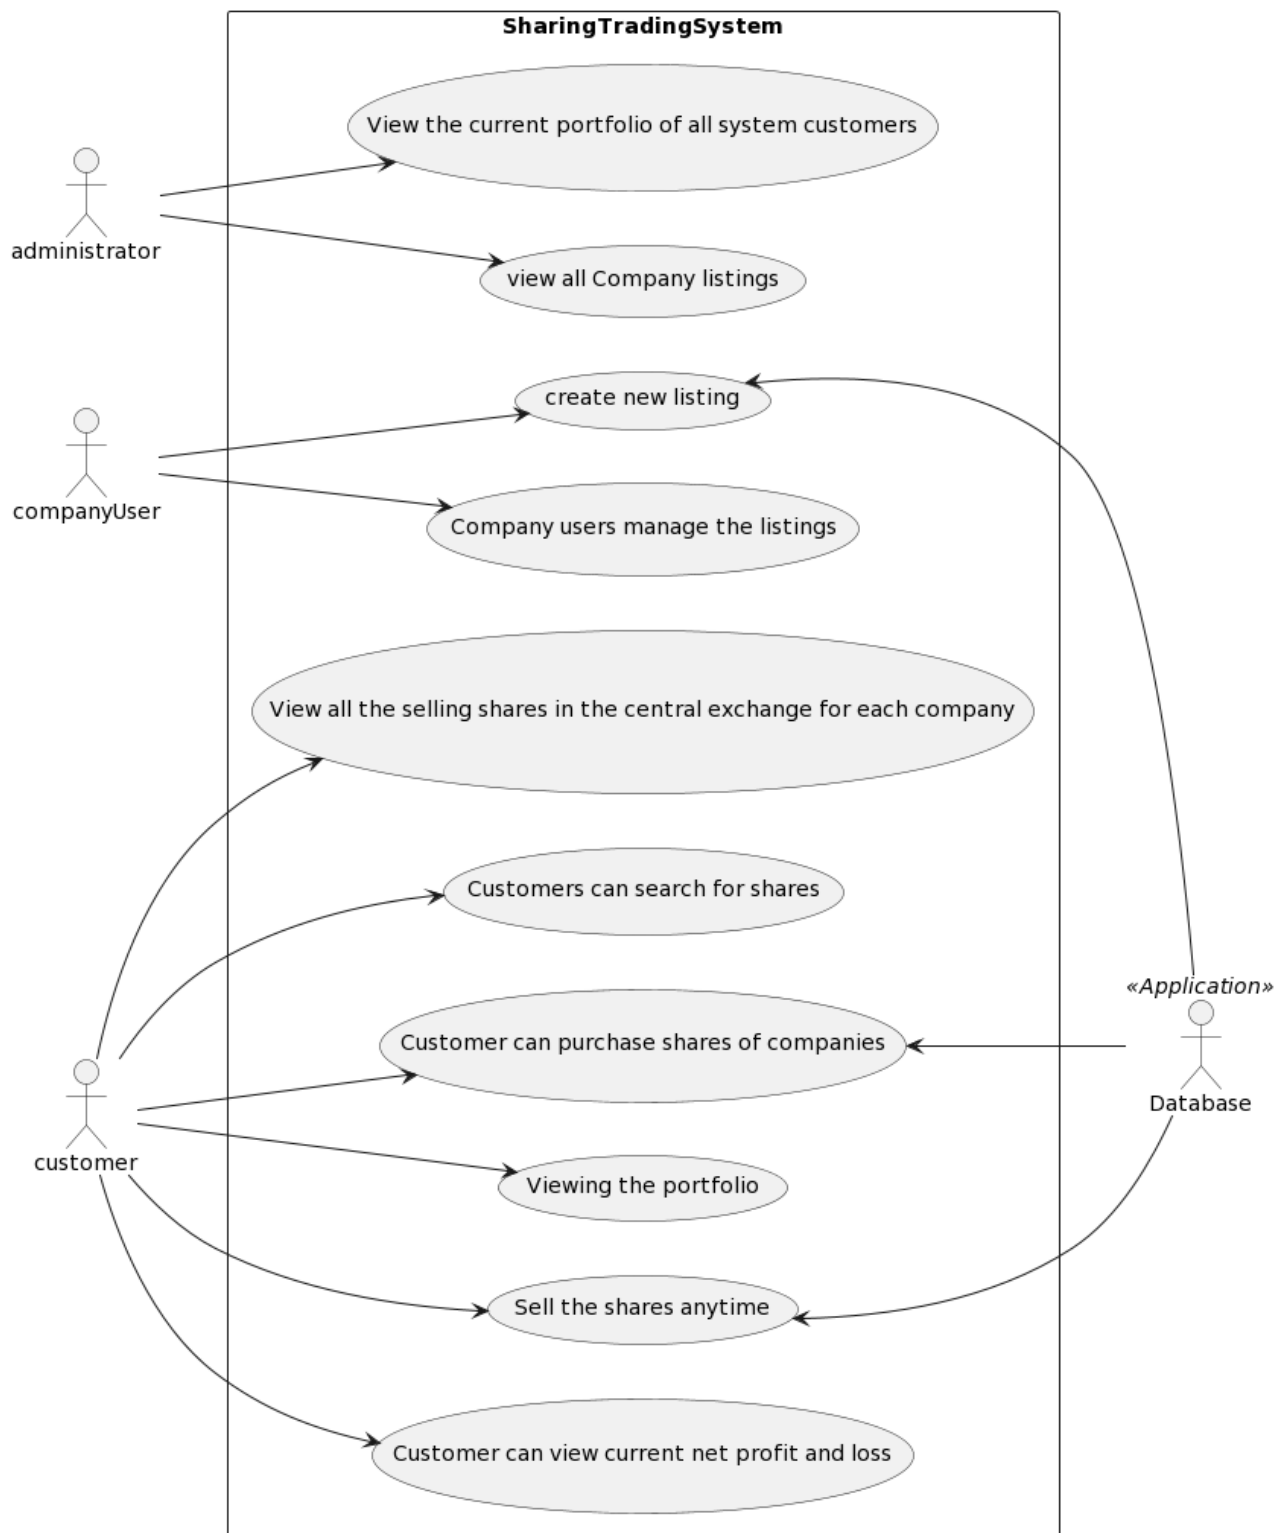 SharingTradingSystem
View the current portfolio of all system customers
administrator
view all Company listings
create new listing
companyUser
Company users manage the listings
View all the selling shares in the central exchange for each company
Customers can search for shares
«Application»
Customer can purchase shares of companies
Database
customer
Viewing the portfolio
Sell the shares anytime
Customer can view current net profit and loss